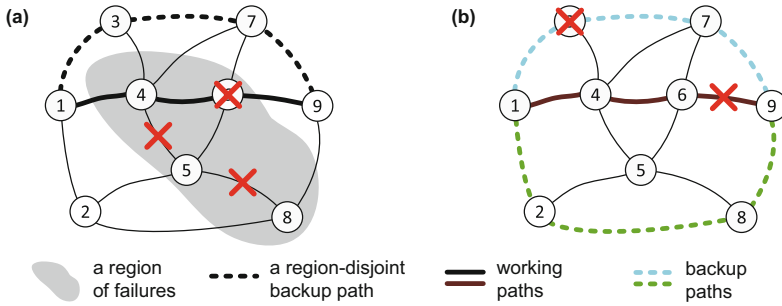 (a)
3
7
1
4
9
5
2
8
(b)
7
1
4
6
9
5
2
8
a region
of failures
a region-disjoint
backup path
working
paths
backup
paths